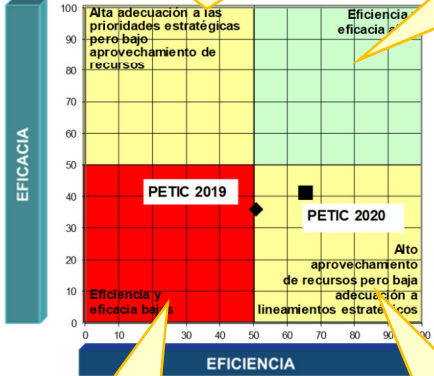 Alta adecuación a las
prioridades estratégicas
pero bajo
aprovechamiento de
recursos
Eficiencia
eficacia
100
90
80
70
60
50
40
30
20
10
0
EFICACIA
PETIC 2019
PETIC 2020
Eficiencia y
eficacia bajas
Alto
aprovechamiento
de recursos pero baja
adecuación a
lineamientos estratégicos
0 10 30 40 50 60 70 80 00
EFICIENCIA